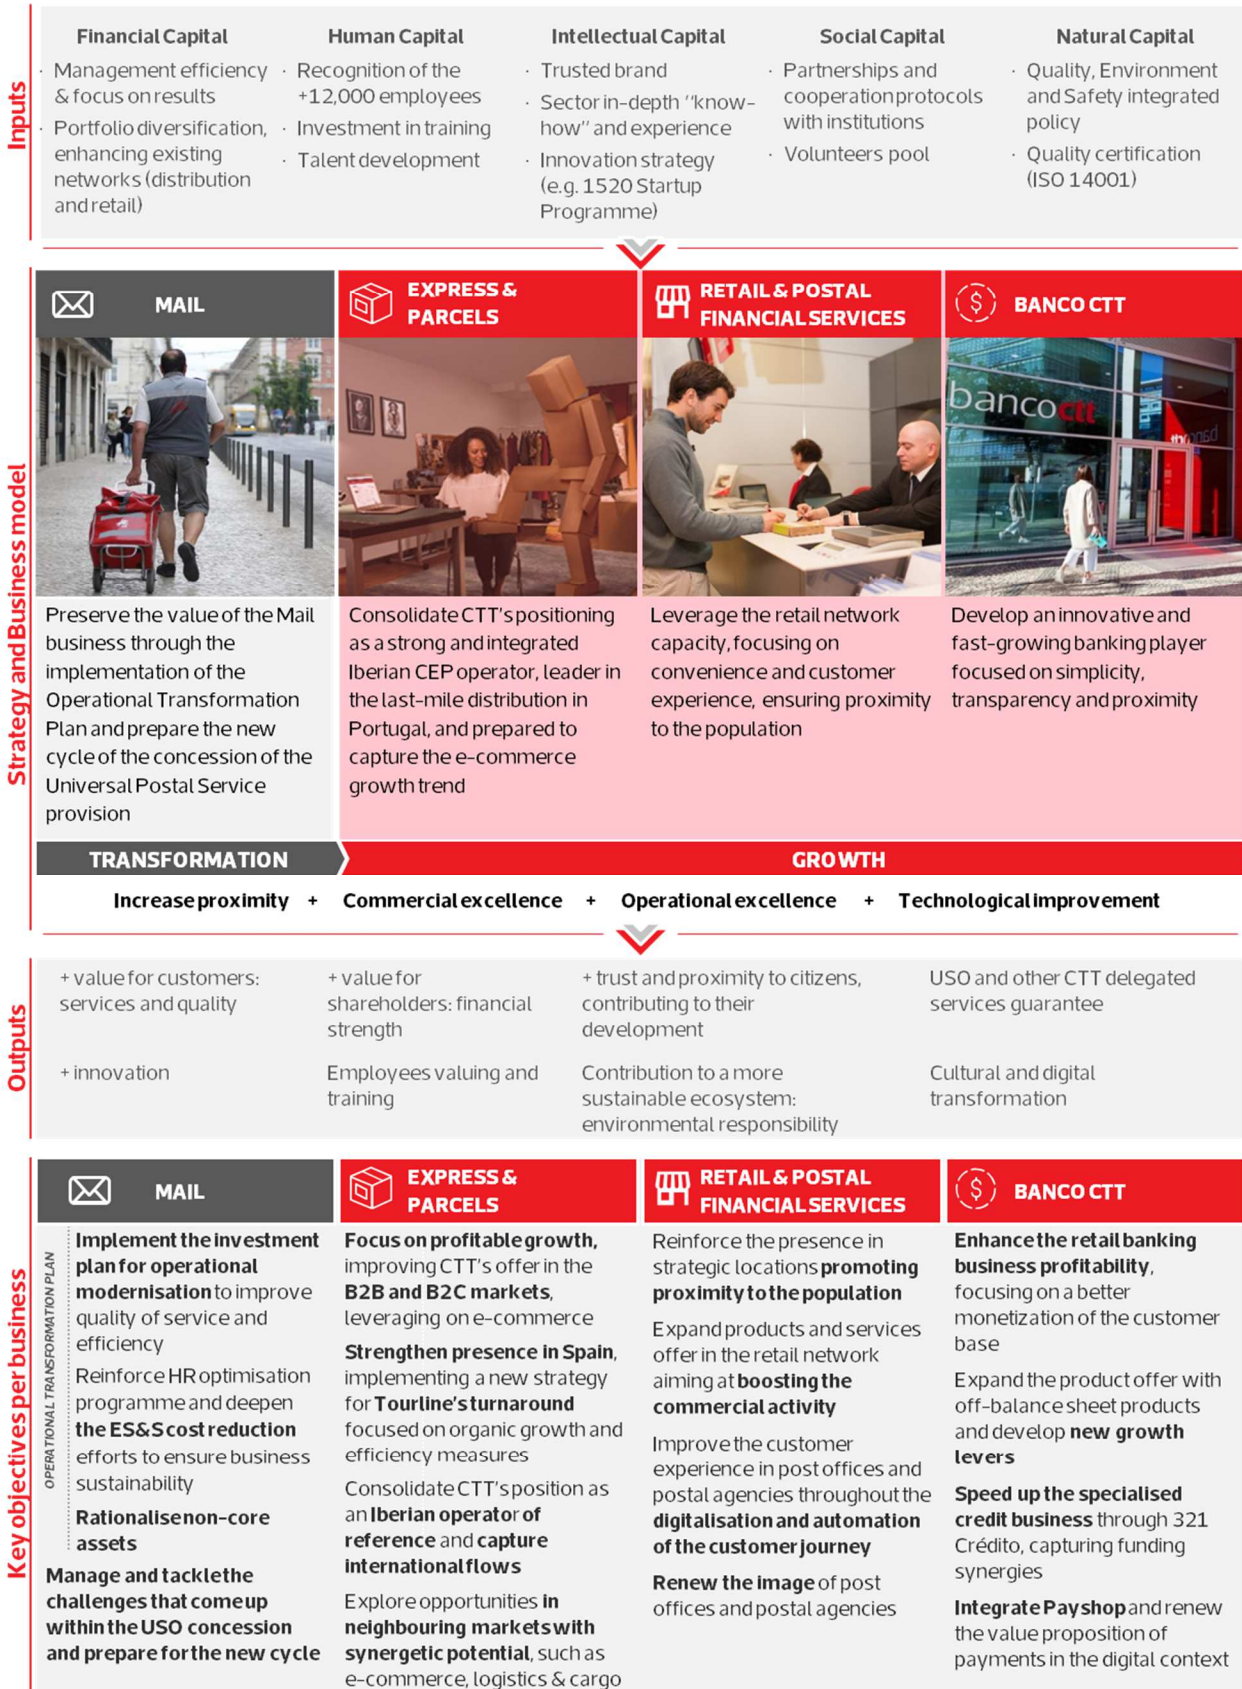 Inputs
Financial Capital
· Management efficiency
& focus on results
· Portfolio diversification,
enhancing existing
networks (distribution
and retail)
Human Capital
· Recognition of the
+12,000 employees
· Investment in training
· Talent development
Intellectual Capital
· Trusted brand
· Sector in-depth “know-
how” and experience
· Innovation strategy
(e.g. 1520 Startup
Programme)
Social Capital
· Partnerships and
cooperation protocols
with institutions
· Volunteers pool
Natural Capital
· Quality, Environment
and Safety integrated
policy
· Quality certification
(ISO 14001)
Strategy and Business model
MAIL
Preserve the value of the Mail
business through the
implementation of the
Operational Transformation
Plan and prepare the new
cycle of the concession of the
Universal Postal Service
provision
EXPRESS &
PARCELS
Consolidate CTT's positioning
as a strong and integrated
Iberian CEP operator, leader in
the last-mile distribution in
Portugal, and prepared to
capture the e-commerce
growth trend
RETAIL & POSTAL
FINANCIAL SERVICES
Leverage the retail network
capacity, focusing on
convenience and customer
experience, ensuring proximity
to the population
BANCO CTT
bancoctt
Develop an innovative and
fast-growing banking player
focused on simplicity,
transparency and proximity
TRANSFORMATION
GROWTH
Increase proximity + Commercial excellence + Operational excellence + Technological improvement
Outputs
+ value for customers:
services and quality
+ value for
shareholders: financial
strength
+ trust and proximity to citizens,
contributing to their
development
USO and other CTT delegated
services guarantee
+ innovation
Employees valuing and
training
Contribution to a more
sustainable ecosystem:
environmental responsibility
Cultural and digital
transformation
Key objectives per business
MAIL
OPERATIONAL TRANSFORMATION PLAN
Implement the investment
plan for operational
modernisation to improve
quality of service and
efficiency
Reinforce HR optimisation
programme and deepen
the ES&S cost reduction
efforts to ensure business
sustainability
Rationalise non-core
assets
Manage and tackle the
challenges that come up
within the USO concession
and prepare for the new cycle
EXPRESS &
PARCELS
Focus on profitable growth,
improving CTT's offer in the
B2B and B2C markets,
leveraging on e-commerce
Strengthen presence in Spain,
implementing a new strategy
for Tourline's turnaround
focused on organic growth and
efficiency measures
Consolidate CTT's position as
an Iberian operator of
reference and capture
international flows
Explore opportunities in
neighbouring markets with
synergetic potential, such as
e-commerce, logistics & cargo
RETAIL & POSTAL
FINANCIAL SERVICES
Reinforce the presence in
strategic locations promoting
proximity to the population
Expand products and services
offer in the retail network
aiming at boosting the
commercial activity
Improve the customer
experience in post offices and
postal agencies throughout the
digitalisation and automation
of the customer journey
Renew the image of post
offices and postal agencies
BANCO CTT
Enhance the retail banking
business profitability,
focusing on a better
monetization of the customer
base
Expand the product offer with
off-balance sheet products
and develop new growth
levers
Speed up the specialised
credit business through 321
Crédito, capturing funding
synergies
Integrate Payshop and renew
the value proposition of
payments in the digital context